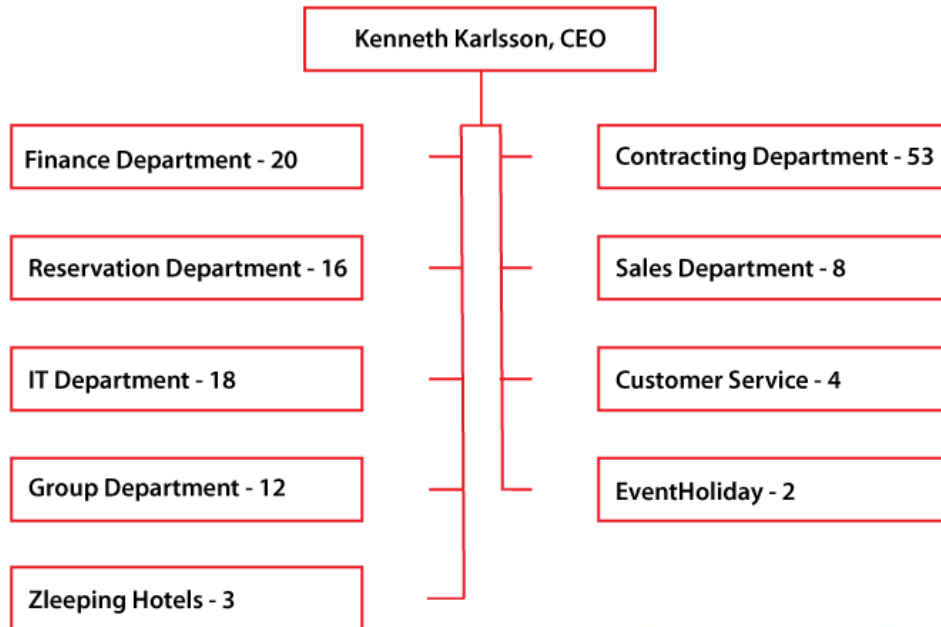 Kenneth Karlsson, CEO
Finance Department - 20
Contracting Department - 53
Reservation Department - 16
Sales Department - 8
IT Department - 18
Customer Service - 4
Group Department - 12
EventHoliday - 2
Zleeping Hotels - 3